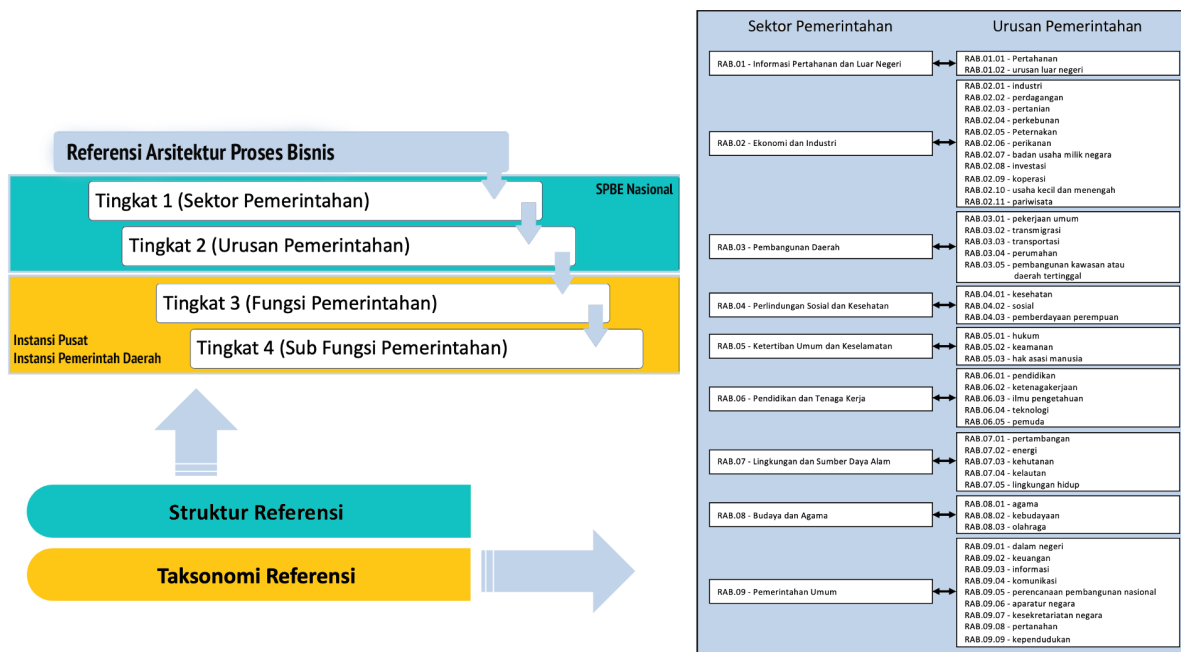 Referensi Arsitektur Proses Bisnis
SPBE Nasional
Tingkat 1 (Sektor Pemerintahan)
Tingkat 2 (Urusan Pemerintahan)
Tingkat 3 (Fungsi Pemerintahan)
Instansi Pusat
Instansi Pemerintah Daerah
Tingkat 4 (Sub Fungsi Pemerintahan)
Struktur Referensi
Taksonomi Referensi
Sektor Pemerintahan
Urusan Pemerintahan
RAB.01 - Informasi Pertahanan dan Luar Negeri
RAB.01.01 - Pertahanan
RAB.01.02 - urusan luar negeri
RAB.02 - Ekonomi dan Industri
RAB.02.01 - industri
RAB.02.02 - perdagangan
RAB.02.03 - pertanian
RAB.02.04 - perkebunan
RAB.02.05 - Peternakan
RAB.02.06 - perikanan
RAB.02.07 - badan usaha milik negara
RAB.02.08 - investasi
RAB.02.09 - koperasi
RAB.02.10 - usaha kecil dan menengah
RAB.02.11 - pariwisata
RAB.03 - Pembangunan Daerah
RAB.03.01 - pekerjaan umum
RAB.03.02 - transmigrasi
RAB.03.03 - transportasi
RAB.03.04 - perumahan
RAB.03.05 - pembangunan kawasan atau
daerah tertinggal
RAB.04 - Perlindungan Sosial dan Kesehatan
RAB.04.01 - kesehatan
RAB.04.02 - sosial
RAB.04.03 - pemberdayaan perempuan
RAB.05 - Ketertiban Umum dan Keselamatan
RAB.05.01 - hukum
RAB.05.02 - keamanan
RAB.05.03 - hak asasi manusia
RAB.06 - Pendidikan dan Tenaga Kerja
RAB.06.01 - pendidikan
RAB.06.02 - ketenagakerjaan
RAB.06.03 - ilmu pengetahuan
RAB.06.04 - teknologi
RAB.06.05 - pemuda
RAB.07 - Lingkungan dan Sumber Daya Alam
RAB.07.01 - pertambangan
RAB.07.02 - energi
RAB.07.03 - kehutanan
RAB.07.04 - kelautan
RAB.07.05 - lingkungan hidup
RAB.08 - Budaya dan Agama
RAB.08.01 - agama
RAB.08.02 - kebudayaan
RAB.08.03 - olahraga
RAB.09 - Pemerintahan Umum
RAB.09.01 - dalam negeri
RAB.09.02 - keuangan
RAB.09.03 - informasi
RAB.09.04 - komunikasi
RAB.09.05 - perencanaan pembangunan nasional
RAB.09.06 - aparatur negara
RAB.09.07 - kesekretariatan negara
RAB.09.08 - pertanahan
RAB.09.09 - kependudukan